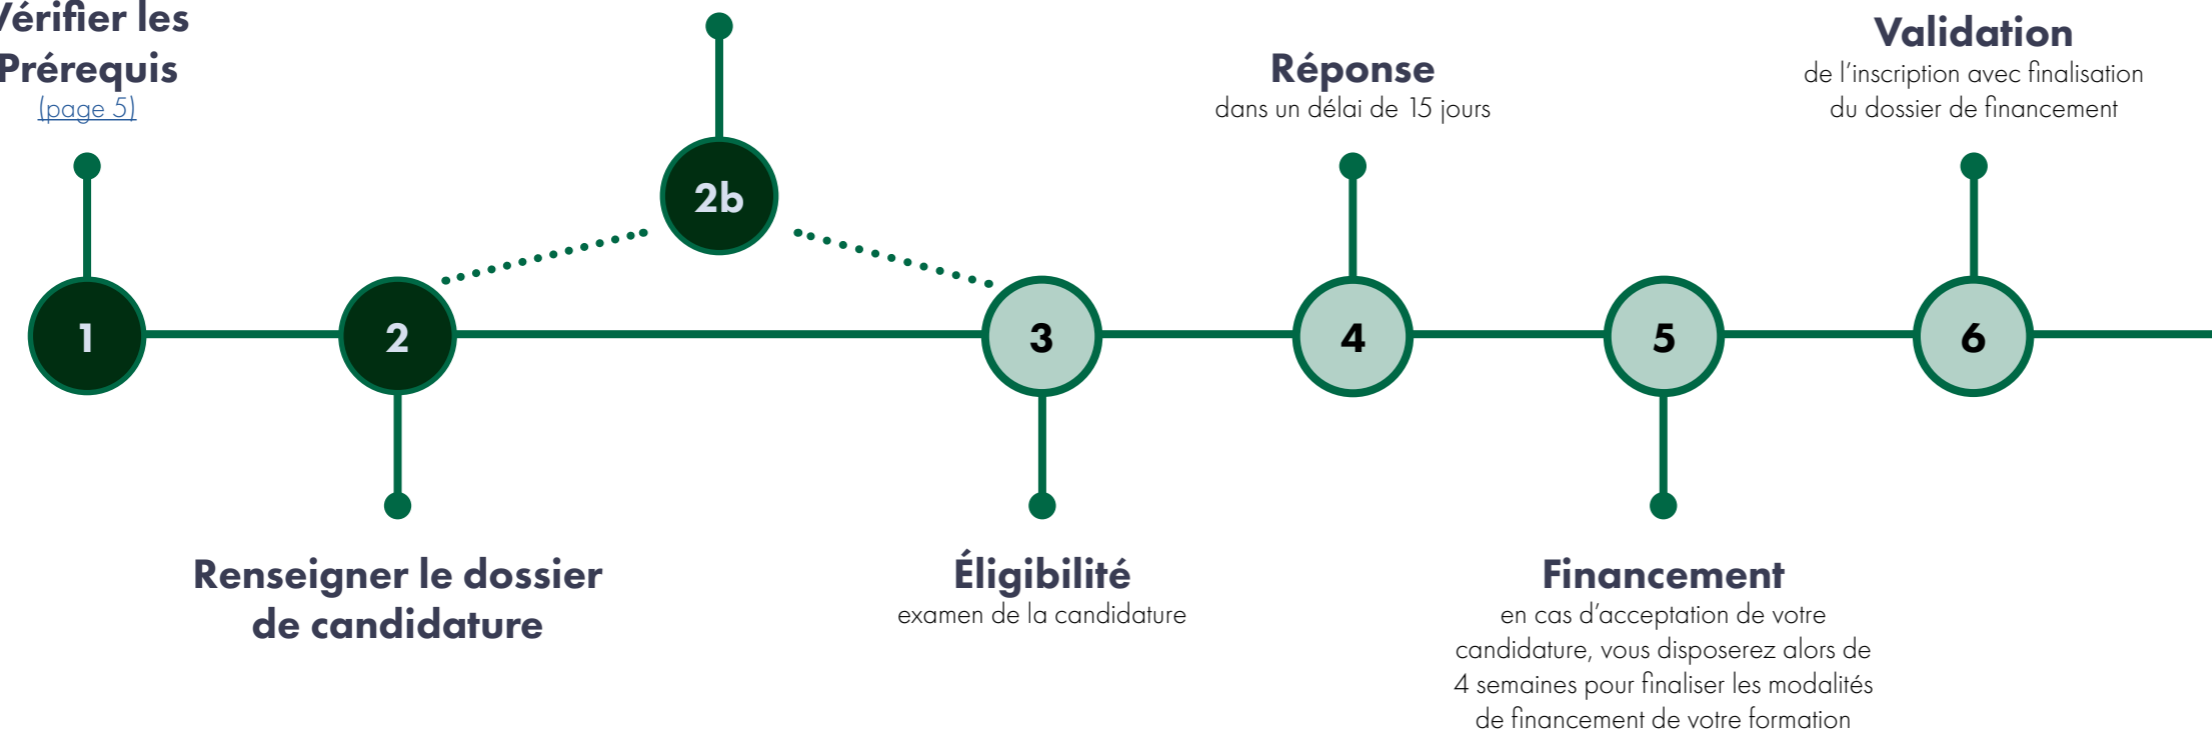 Vérifier les
Prérequis
(page 5)
Réponse
dans un délai de 15 jours
Validation
de l'inscription avec finalisation
du dossier de financement
2b
1
2
3
4
5
6
Renseigner le dossier
de candidature
Éligibilité
examen de la candidature
Financement
en cas d'acceptation de votre
candidature, vous disposerez alors de
4 semaines pour finaliser les modalités
de financement de votre formation